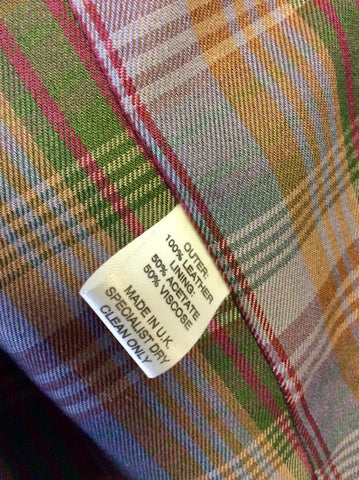 OUTER:
100% LEATHER
LINING:
50% ACETATE
50% VISCOSE
MADE IN U.K.
SPECIALIST DRY
CLEAN ONLY